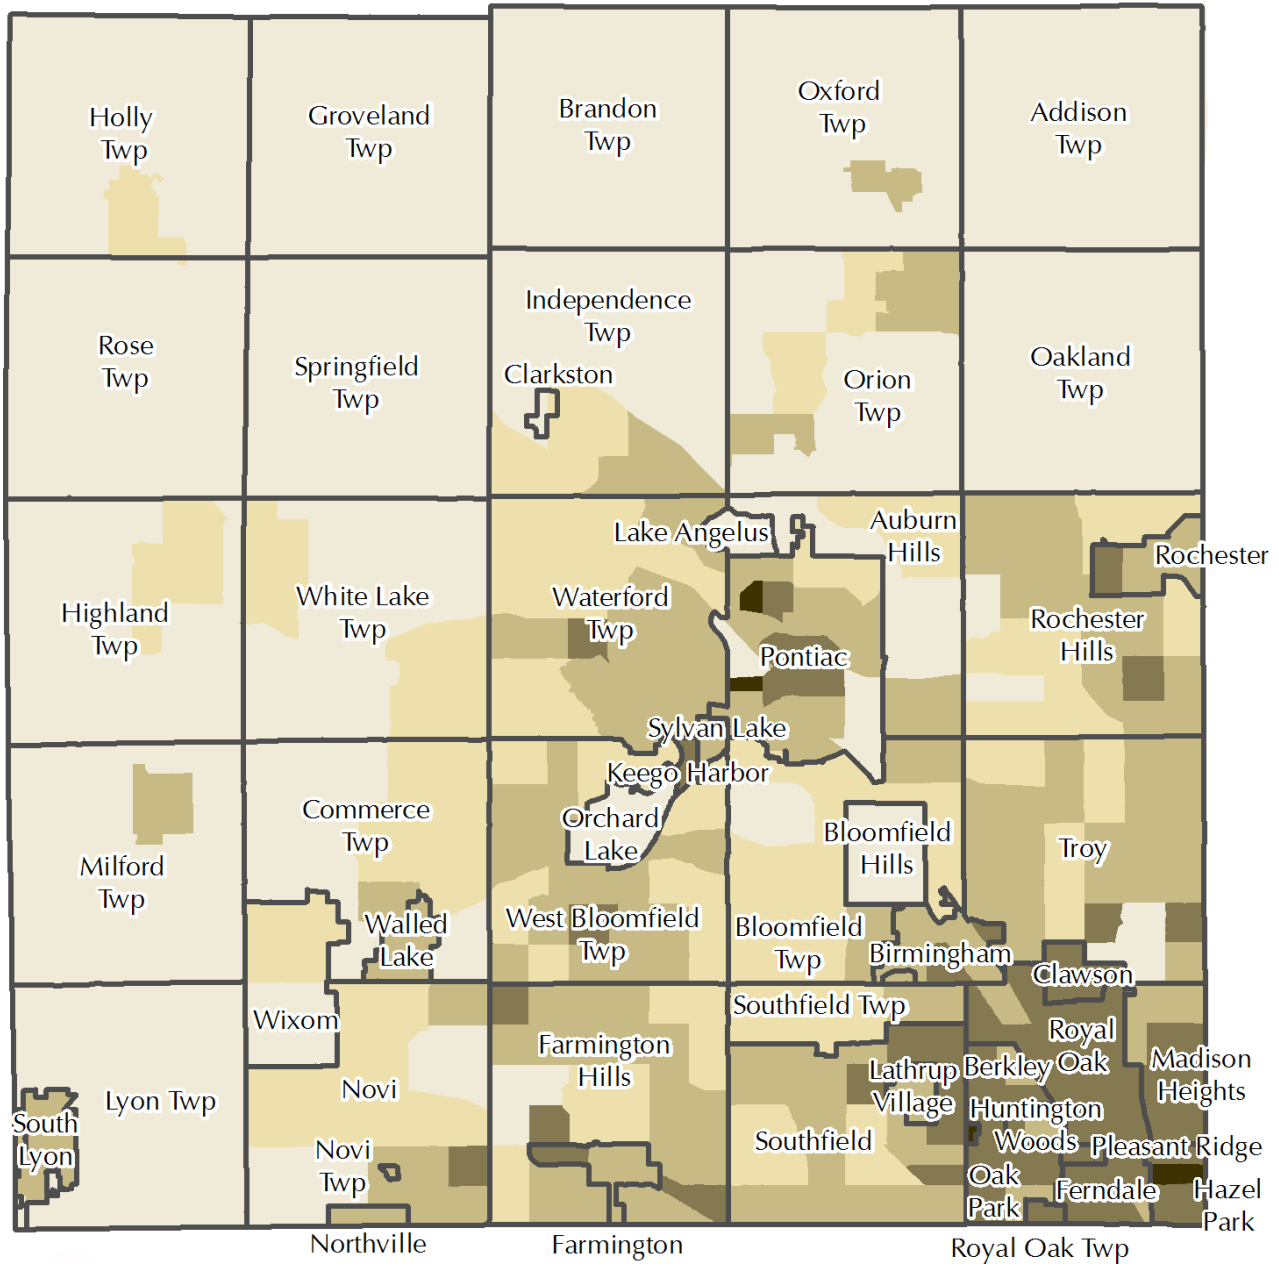 Holly
Twp
Groveland
Twp
Brandon
Twp
Oxford
Twp
Addison
Twp
Rose
Twp
Springfield
Twp
Independence
Twp
Clarkston
Orion
Twp
Oakland
Twp
Highland
Twp
White Lake
Twp
Waterford
Twp
Lake Angelus
Auburn
Hills
Rochester
Rochester
Hills
Pontiac
Sylvan Lake
Keego Harbor
Orchard
Lake
Milford
Twp
Commerce
Twp
Walled
Lake
West Bloomfield
Twp
Bloomfield
Hills
Bloomfield
Twp
Birmingham
Troy
Clawson
Wixom
Lyon Twp
South
Lyon
Novi
Novi
Twp
Farmington
Hills
Southfield Twp
Lathrup
Village
Southfield
Royal
Oak
Berkley
Huntington
Woods
Madison
Heights
Pleasant Ridge
Oak
Park
Ferndale
Hazel
Park
Northville
Farmington
Royal Oak Twp